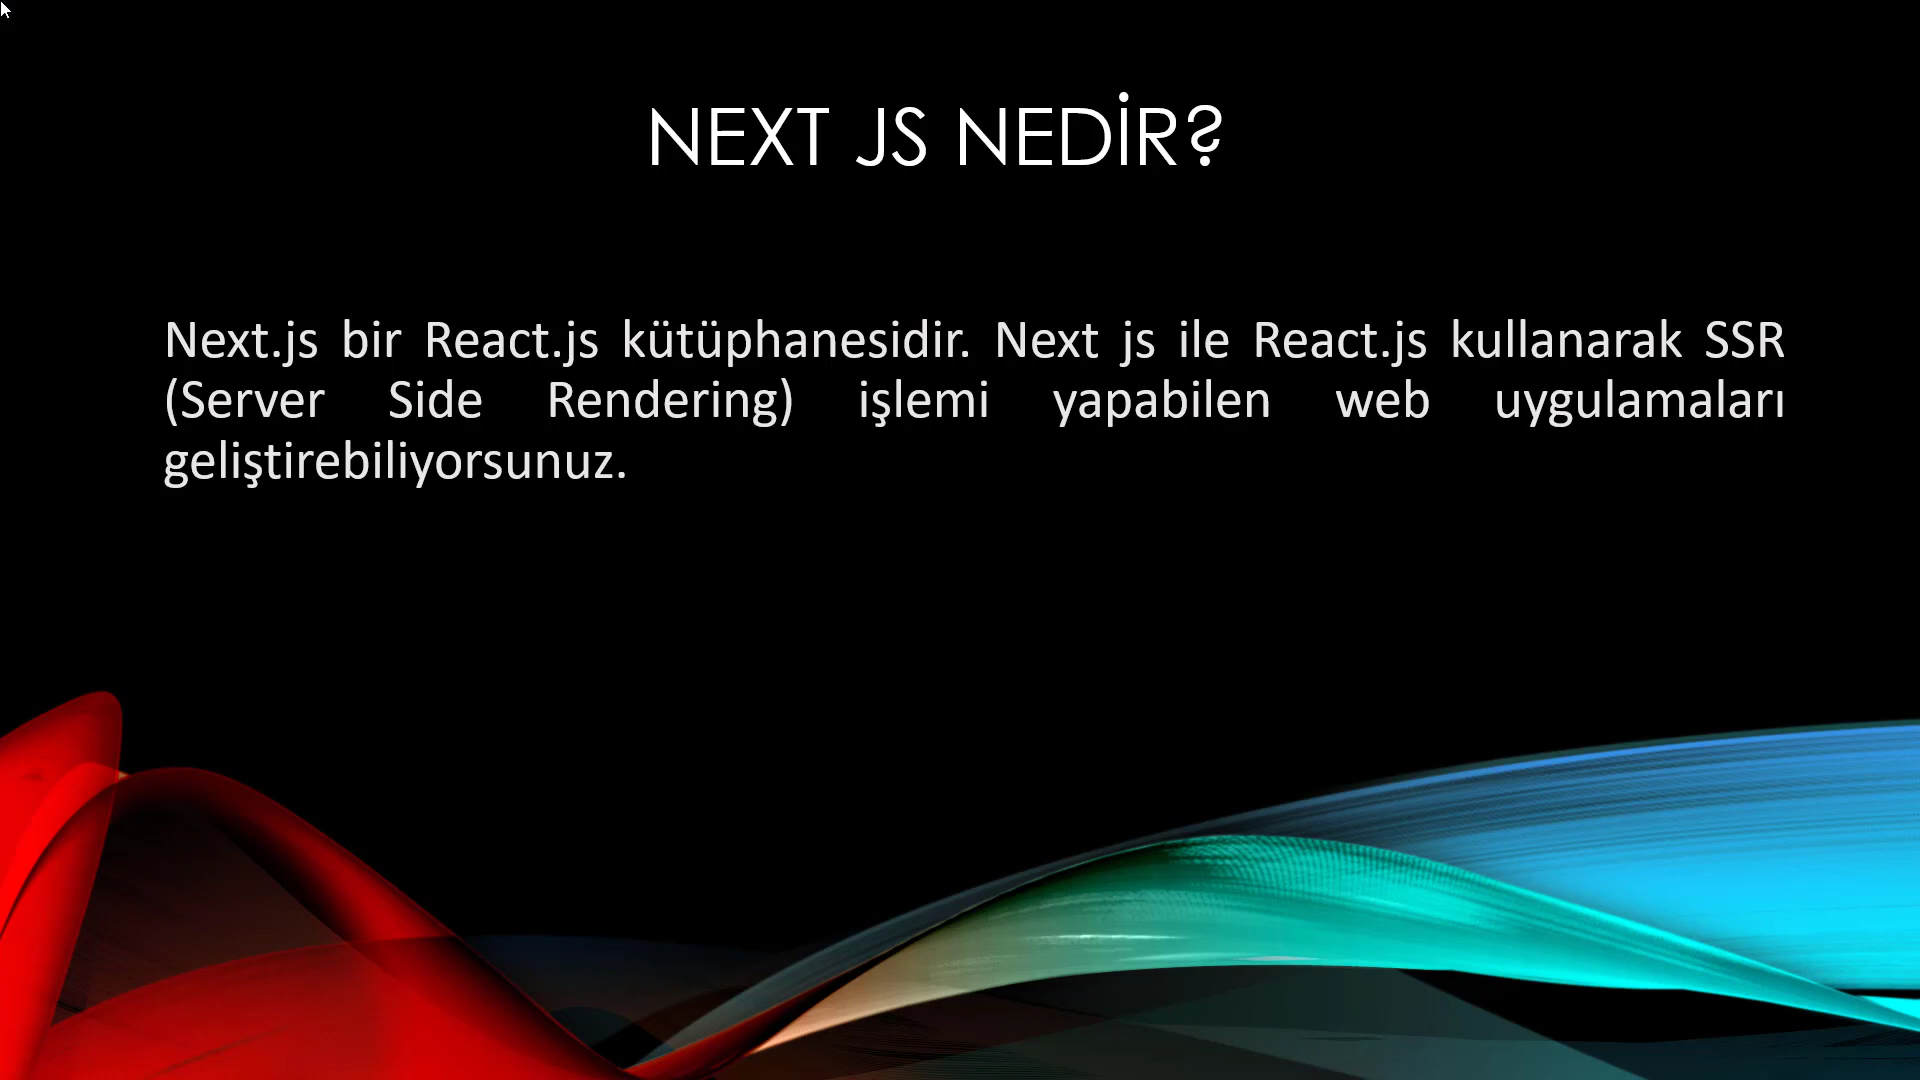 NEXT JS NEDİR?
Next.js bir React.js kütüphanesidir. Next js ile React.js kullanarak SSR
(Server Side Rendering) işlemi yapabilen web uygulamaları
geliştirebiliyorsunuz.